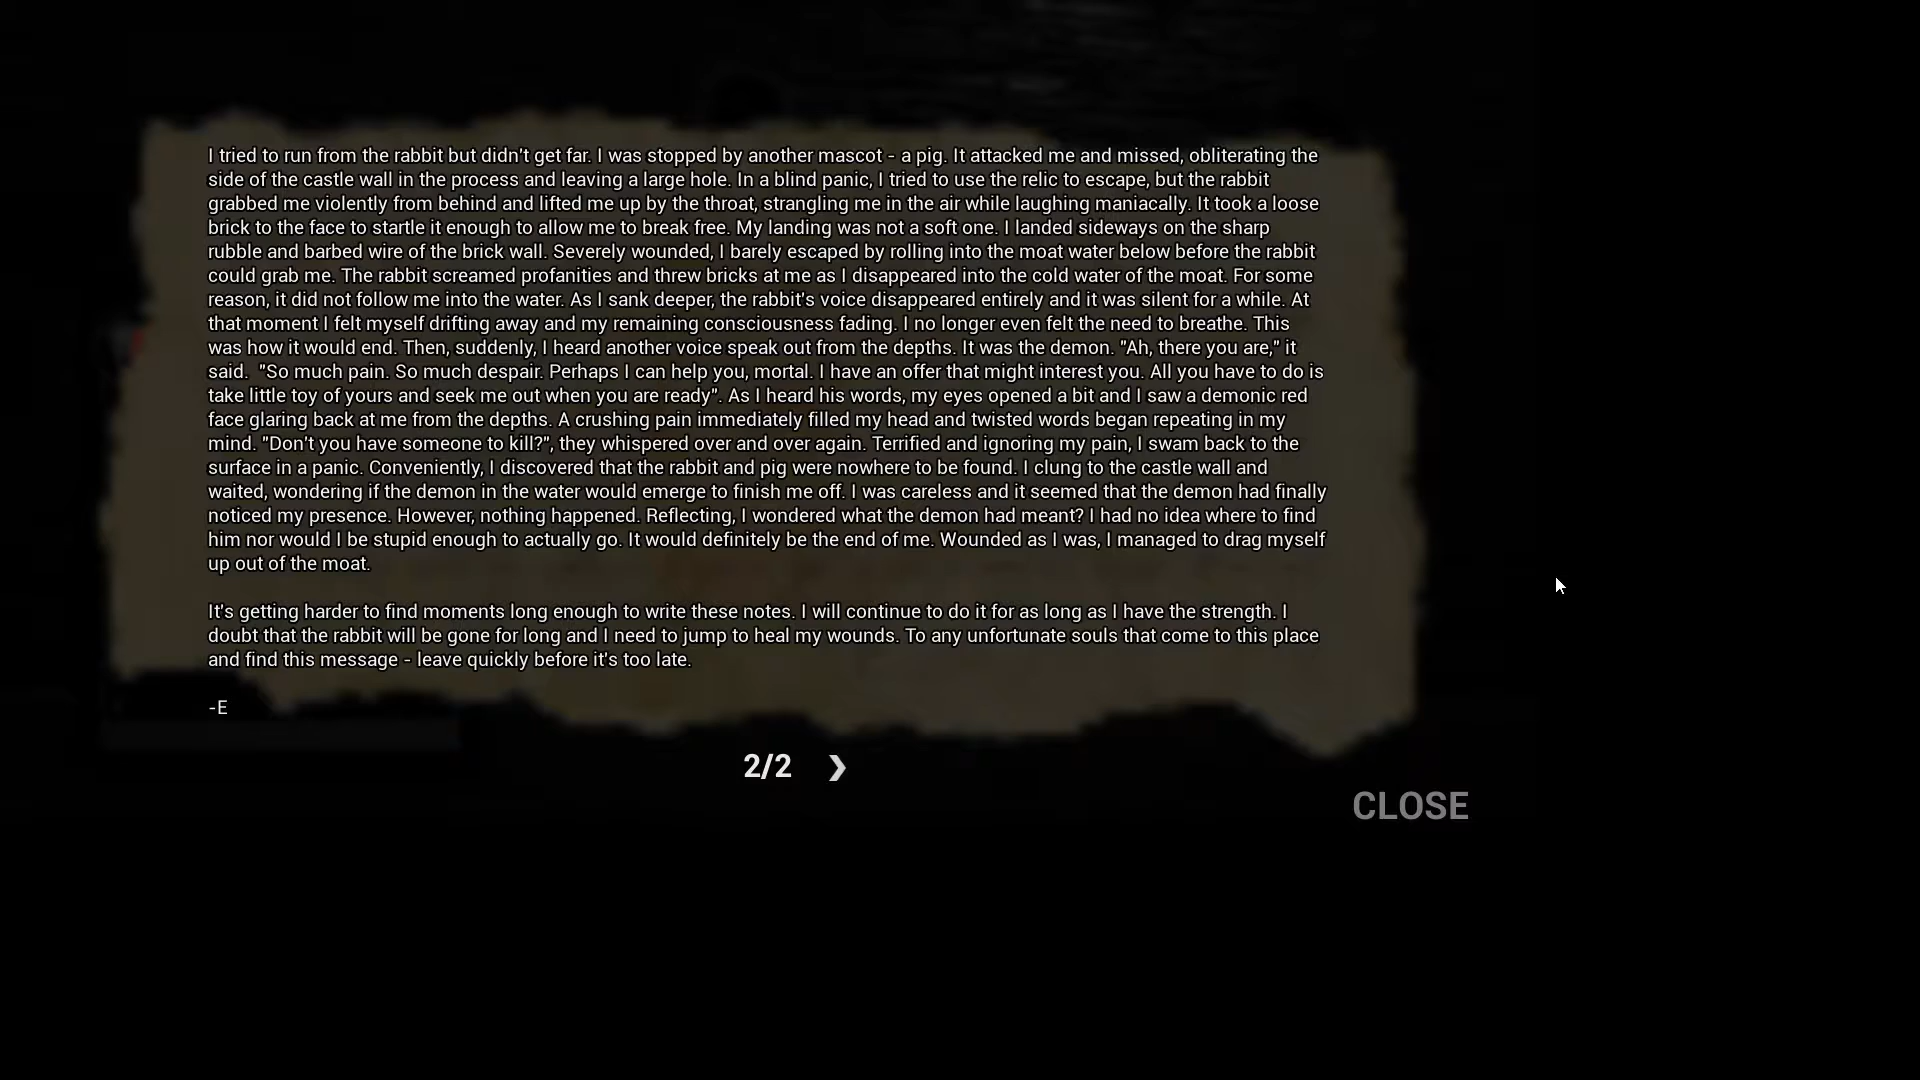 I tried to run from the rabbit but didn't get far. I was stopped by another mascot - a pig. It attacked me and missed, obliterating the
side of the castle wall in the process and leaving a large hole. In a blind panic, I tried to use the relic to escape, but the rabbit
grabbed me violently from behind and lifted me up by the throat, strangling me in the air while laughing maniacally. It took a loose
brick to the face to startle it enough to allow me to break free. My landing was not a soft one. I landed sideways on the sharp
rubble and barbed wire of the brick wall. Severely wounded, I barely escaped by rolling into the moat water below before the rabbit
could grab me. The rabbit screamed profanities and threw bricks at me as I disappeared into the cold water of the moat. For some
reason, it did not follow me into the water. As I sank deeper, the rabbit's voice disappeared entirely and it was silent for a while. At
that moment I felt myself drifting away and my remaining consciousness fading. I no longer even felt the need to breathe. This
was how it would end. Then, suddenly, I heard another voice speak out from the depths. It was the demon. "Ah, there you are," it
said.  "So much pain. So much despair. Perhaps I can help you, mortal. I have an offer that might interest you. All you have to do is
take little toy of yours and seek me out when you are ready". As I heard his words, my eyes opened a bit and I saw a demonic red
face glaring back at me from the depths. A crushing pain immediately filled my head and twisted words began repeating in my
mind. "Don't you have someone to kill?", they whispered over and over again. Terrified and ignoring my pain, I swam back to the
surface in a panic. Conveniently, I discovered that the rabbit and pig were nowhere to be found. I clung to the castle wall and
waited, wondering if the demon in the water would emerge to finish me off. I was careless and it seemed that the demon had finally
noticed my presence. However, nothing happened. Reflecting, I wondered what the demon had meant? I had no idea where to find
him nor would I be stupid enough to actually go. It would definitely be the end of me. Wounded as I was, I managed to drag myself
up out of the moat.
It's getting harder to find moments long enough to write these notes. I will continue to do it for as long as I have the strength. I
doubt that the rabbit will be gone for long and I need to jump to heal my wounds. To any unfortunate souls that come to this place
and find this message - leave quickly before it's too late.
-E
2/2 ❯
CLOSE